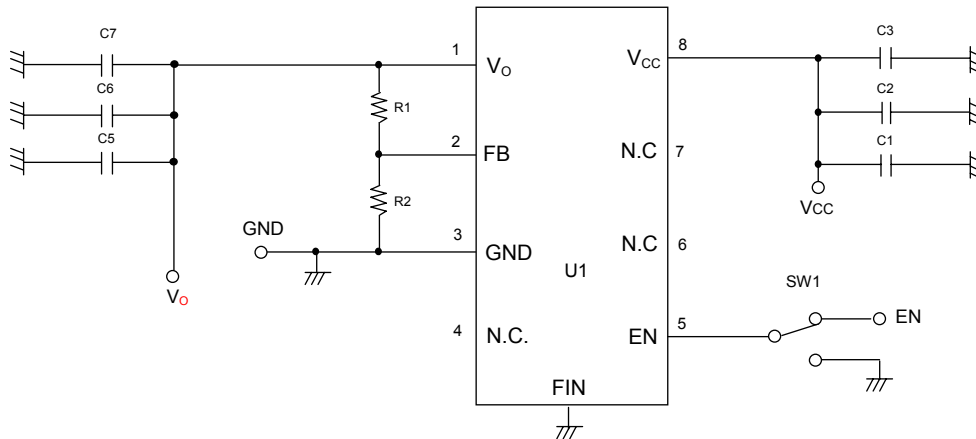 C7
C3
1
8
VO
VCC
C6
R1
C2
C5
2
FB
N.C
7
C1
R2
VCC
GND
3
GND
N.C
6
U1
SW1
VO
4
N.C.
EN
5
EN
FIN